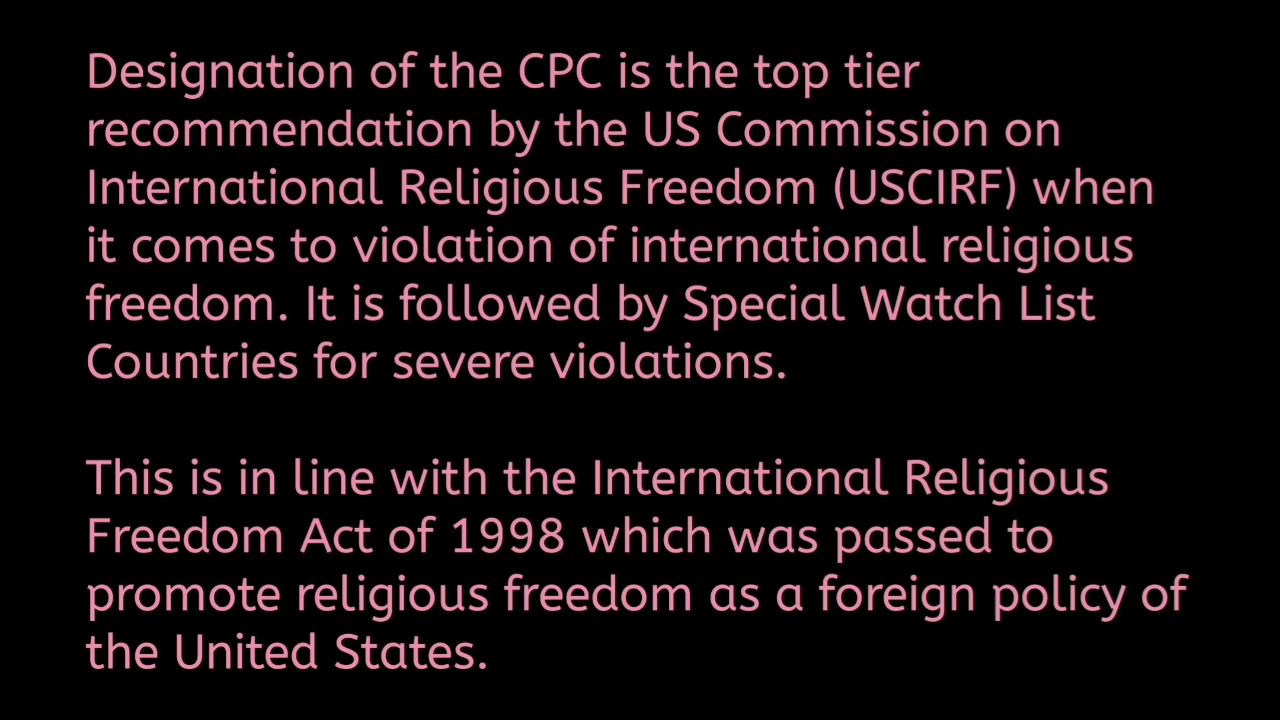 Designation of the CPC is the top tier
recommendation by the US Commission on
International Religious Freedom (USCIRF) when
it comes to violation of international religious
freedom. It is followed by Special Watch List
Countries for severe violations.
This is in line with the International Religious
Freedom Act of 1998 which was passed to
promote religious freedom as a foreign policy of
the United States.